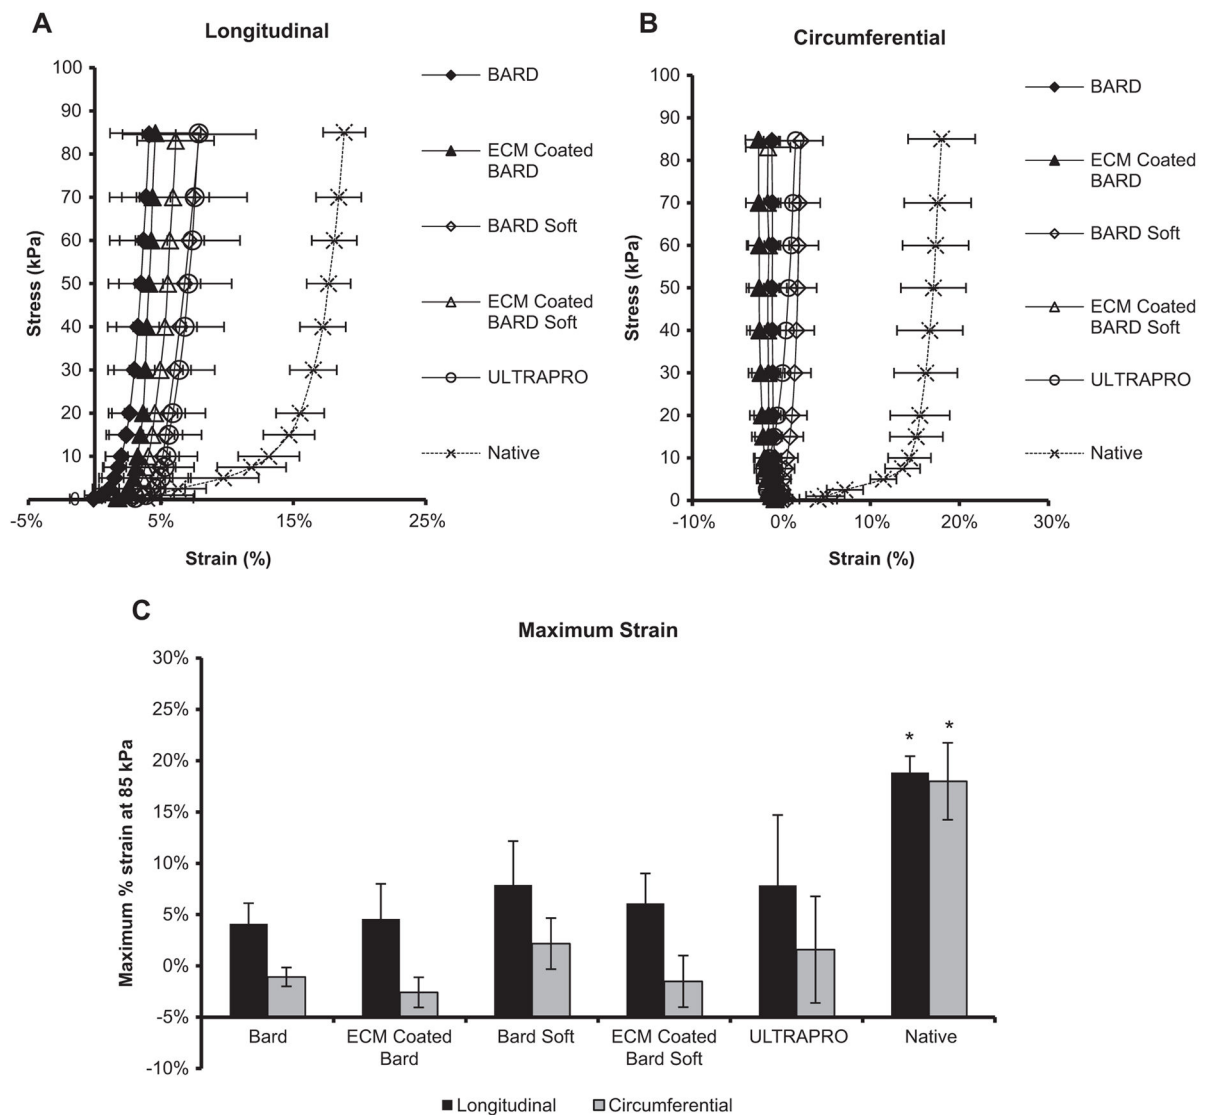 A
Longitudinal
Stress (kPa)
100
90
80
70
60
50
40
30
20
10
0
-5%
5%
15%
25%
Strain (%)
BARD
ECM Coated
BARD
BARD Soft
ECM Coated
BARD Soft
ULTRAPRO
Native
B
Circumferential
Stress (kPa)
100
90
80
70
60
50
40
30
20
10
0
-10%
0%
10%
20%
30%
Strain (%)
BARD
ECM Coated
BARD
BARD Soft
ECM Coated
BARD Soft
ULTRAPRO
Native
C
Maximum Strain
Maximum % strain at 85 kPa
30%
25%
20%
15%
10%
5%
0%
-5%
-10%
* *
Bard
ECM Coated
Bard
Bard Soft
ECM Coated
Bard Soft
ULTRAPRO
Native
Longitudinal Circumferential